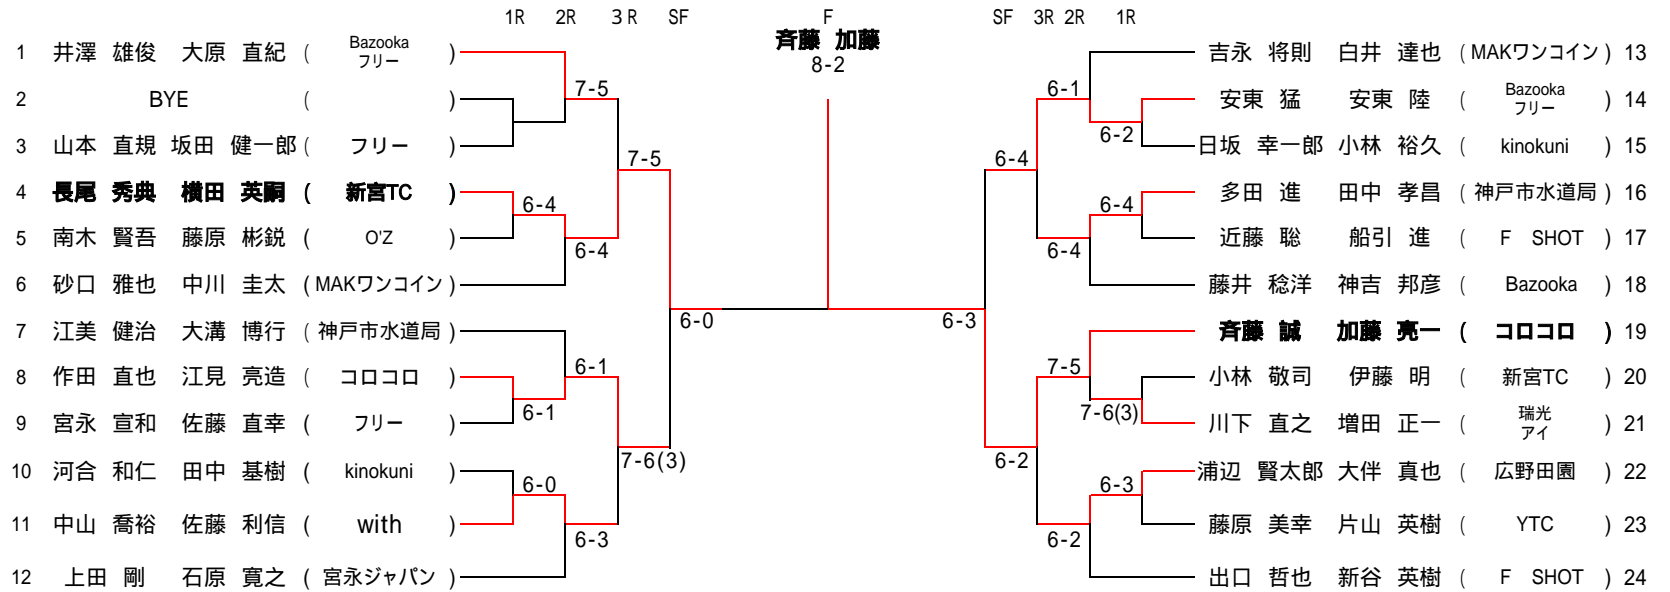 1R 2R 3R SF F SF 3R 2R 1R
斉藤 加藤
8-2
1 井澤 雄俊 大原 直紀 ( Bazooka フリー )
2 BYE ( )
3 山本 直規 坂田 健一郎 ( フリー )
4 長尾 秀典 横田 英嗣 ( 新宮TC )
5 南木 賢吾 藤原 彬鋭 ( O'Z )
6 砂口 雅也 中川 圭太 ( MAKワンコイン )
7 江美 健治 大溝 博行 ( 神戸市水道局 )
8 作田 直也 江見 亮造 ( コロコロ )
9 宮永 宣和 佐藤 直幸 ( フリー )
10 河合 和仁 田中 基樹 ( kinokuni )
11 中山 喬裕 佐藤 利信 ( with )
12 上田 剛 石原 寛之 ( 宮永ジャパン )
6-4
6-1
6-0
7-5
6-4
6-1
6-3
7-5
7-6(3)
6-0
吉永 将則 白井 達也 ( MAKワンコイン ) 13
安東 猛 安東 陸 ( Bazooka フリー ) 14
日坂 幸一郎 小林 裕久 ( kinokuni ) 15
多田 進 田中 孝昌 ( 神戸市水道局 ) 16
近藤 聡 船引 進 ( F SHOT ) 17
藤井 稔洋 神吉 邦彦 ( Bazooka ) 18
斉藤 誠 加藤 亮一 ( コロコロ ) 19
小林 敬司 伊藤 明 ( 新宮TC ) 20
川下 直之 増田 正一 ( 瑞光 アイ ) 21
浦辺 賢太郎 大伴 真也 ( 広野田園 ) 22
藤原 美幸 片山 英樹 ( YTC ) 23
出口 哲也 新谷 英樹 ( F SHOT ) 24
6-2
6-4
7-6(3)
6-3
6-1
6-4
7-5
6-2
6-4
6-2
6-3